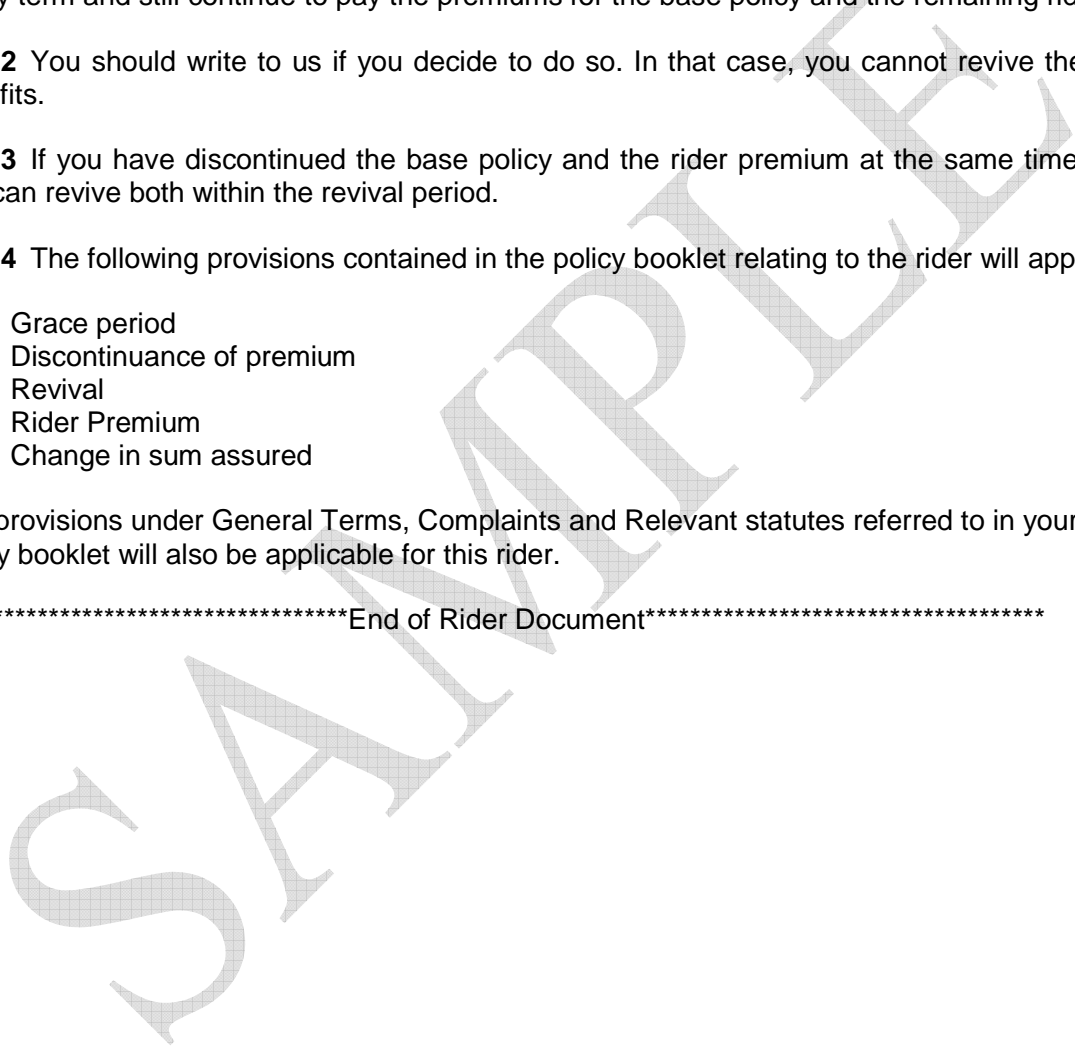 term and still continue to pay the premiums for the base policy and the remaining
2 You should write to us if you decide to do so. In that case, you cannot revive the
fits.
3 If you have discontinued the base policy and the rider premium at the same time
can revive both within the revival period.
4 The following provisions contained in the policy booklet relating to the rider will app
Grace period
Discontinuance of premium
Revival
Rider Premium
Change in sum assured
provisions under General Terms, Complaints and Relevant statutes referred to in your
y booklet will also be applicable for this rider.
********************************End of Rider Document************************************
SAMPLE